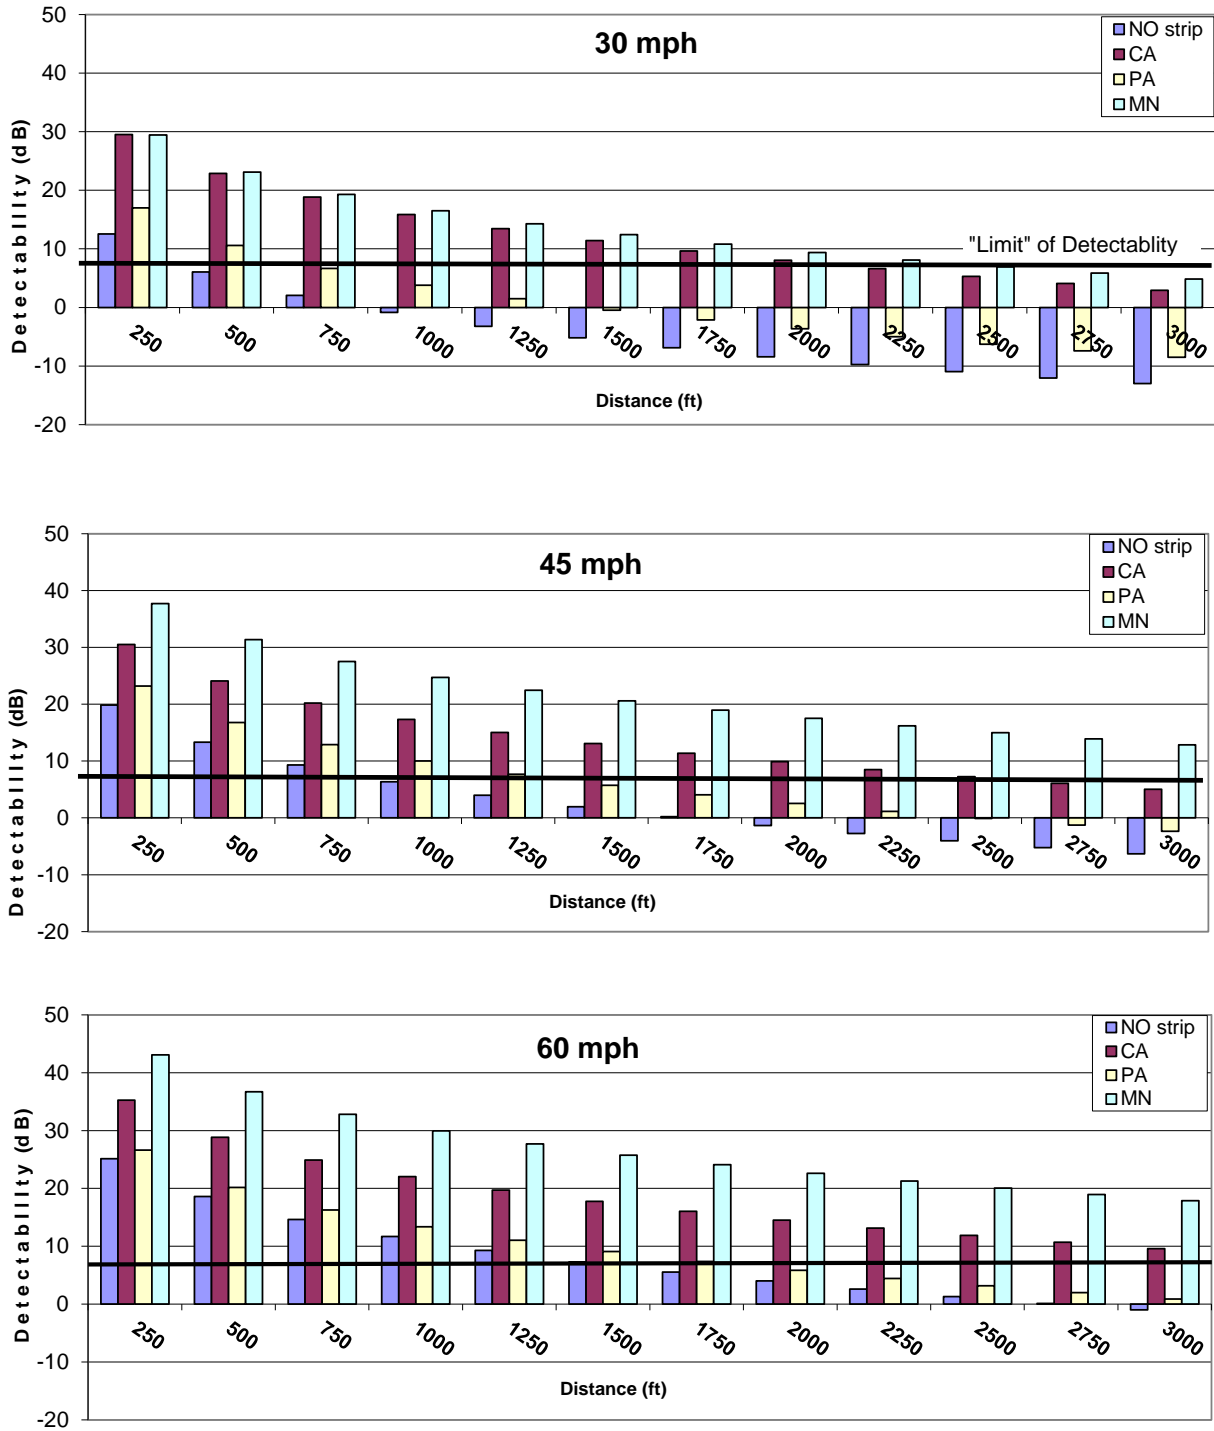 50
30 mph
NO strip
CA
PA
MN
40
30
20
10
"Limit" of Detectablity
0
-10
-20
Detectability (dB)
250 500 750 1000 1250 1500 1750 2000 2250 2500 2750 3000
Distance (ft)
50
45 mph
NO strip
CA
PA
MN
40
30
20
10
0
-10
-20
Detectability (dB)
250 500 750 1000 1250 1500 1750 2000 2250 2500 2750 3000
Distance (ft)
50
60 mph
NO strip
CA
PA
MN
40
30
20
10
0
-10
-20
Detectability (dB)
250 500 750 1000 1250 1500 1750 2000 2250 2500 2750 3000
Distance (ft)